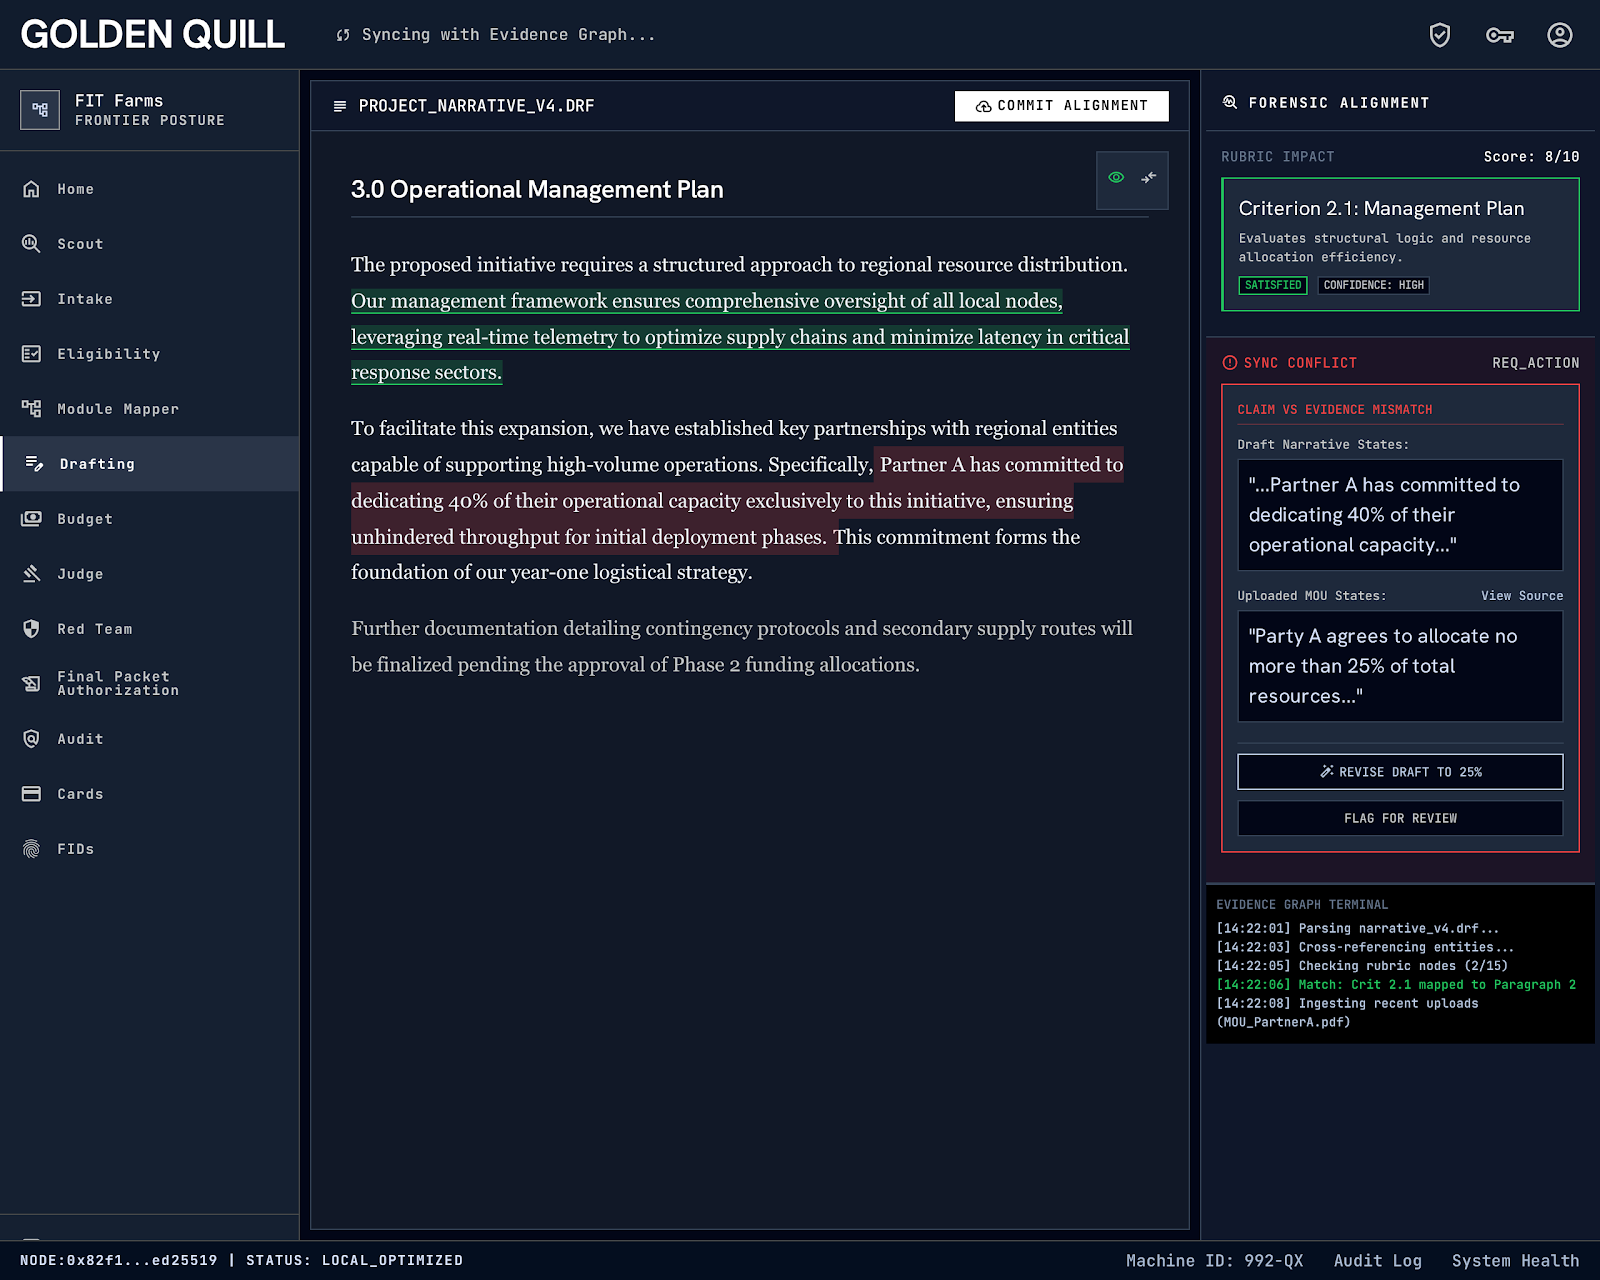 GOLDEN QUILL
Syncing with Evidence Graph...
FIT Farms
FRONTIER POSTURE
Home
Scout
Intake
Eligibility
Module Mapper
Drafting
Budget
Judge
Red Team
Final Packet
Authorization
Audit
Cards
FIDs
PROJECT_NARRATIVE_V4.DRF
COMMIT ALIGNMENT
3.0 Operational Management Plan
The proposed initiative requires a structured approach to regional resource distribution.
Our management framework ensures comprehensive oversight of all local nodes,
leveraging real-time telemetry to optimize supply chains and minimize latency in critical
response sectors.
To facilitate this expansion, we have established key partnerships with regional entities
capable of supporting high-volume operations. Specifically, Partner A has committed to
dedicating 40% of their operational capacity exclusively to this initiative, ensuring
unhindered throughput for initial deployment phases. This commitment forms the
foundation of our year-one logistical strategy.
Further documentation detailing contingency protocols and secondary supply routes will
be finalized pending the approval of Phase 2 funding allocations.
FORENSIC ALIGNMENT
RUBRIC IMPACT
Score: 8/10
Criterion 2.1: Management Plan
Evaluates structural logic and resource
allocation efficiency.
SATISFIED
CONFIDENCE: HIGH
SYNC CONFLICT
REQ_ACTION
CLAIM VS EVIDENCE MISMATCH
Draft Narrative States:
"...Partner A has committed to
dedicating 40% of their
operational capacity..."
Uploaded MOU States:
View Source
"Party A agrees to allocate no
more than 25% of total
resources..."
REVISE DRAFT TO 25%
FLAG FOR REVIEW
EVIDENCE GRAPH TERMINAL
[14:22:01] Parsing narrative_v4.drf...
[14:22:03] Cross-referencing entities...
[14:22:05] Checking rubric nodes (2/15)
[14:22:06] Match: Crit 2.1 mapped to Paragraph 2
[14:22:08] Ingesting recent uploads
(MOU_PartnerA.pdf)
NODE:0x82f1...ed25519 | STATUS: LOCAL_OPTIMIZED
Machine ID: 992-QX
Audit Log
System Health